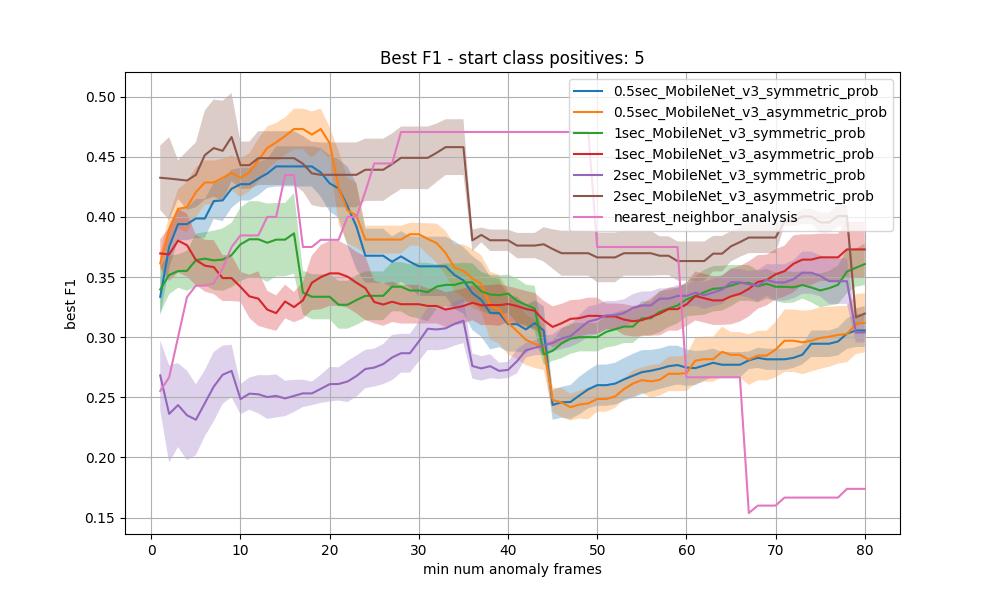 Best F1 - start class positives: 5
0.50
0.45
0.40
0.35
0.30
0.25
0.20
0.15
best F1
0.5sec_MobileNet_v3_symmetric_prob
0.5sec_MobileNet_v3_asymmetric_prob
1sec_MobileNet_v3_symmetric_prob
1sec_MobileNet_v3_asymmetric_prob
2sec_MobileNet_v3_symmetric_prob
2sec_MobileNet_v3_asymmetric_prob
nearest_neighbor_analysis
0 10 20 30 40 50 60 70 80
min num anomaly frames